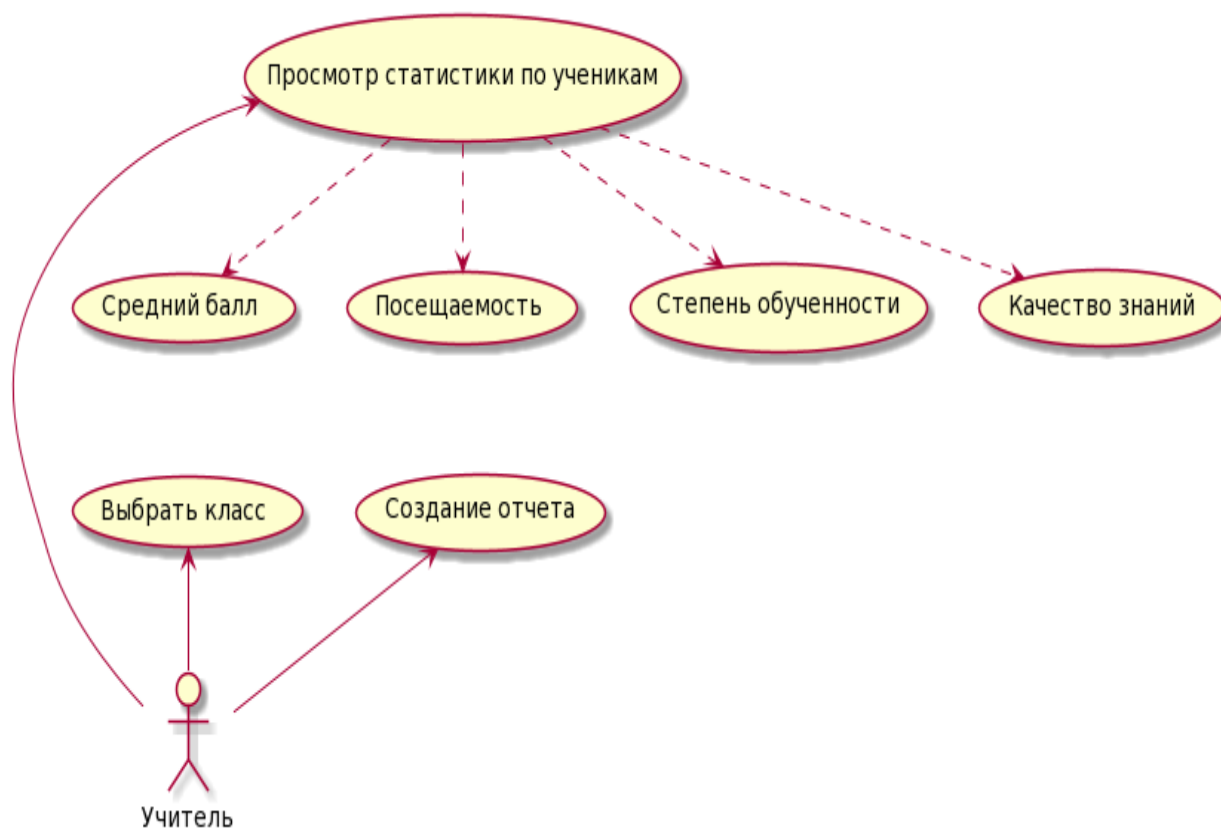 Просмотр статистики по ученикам
Средний балл
Посещаемость
Степень обученности
Качество знаний
Выбрать класс
Создание отчета
Учитель